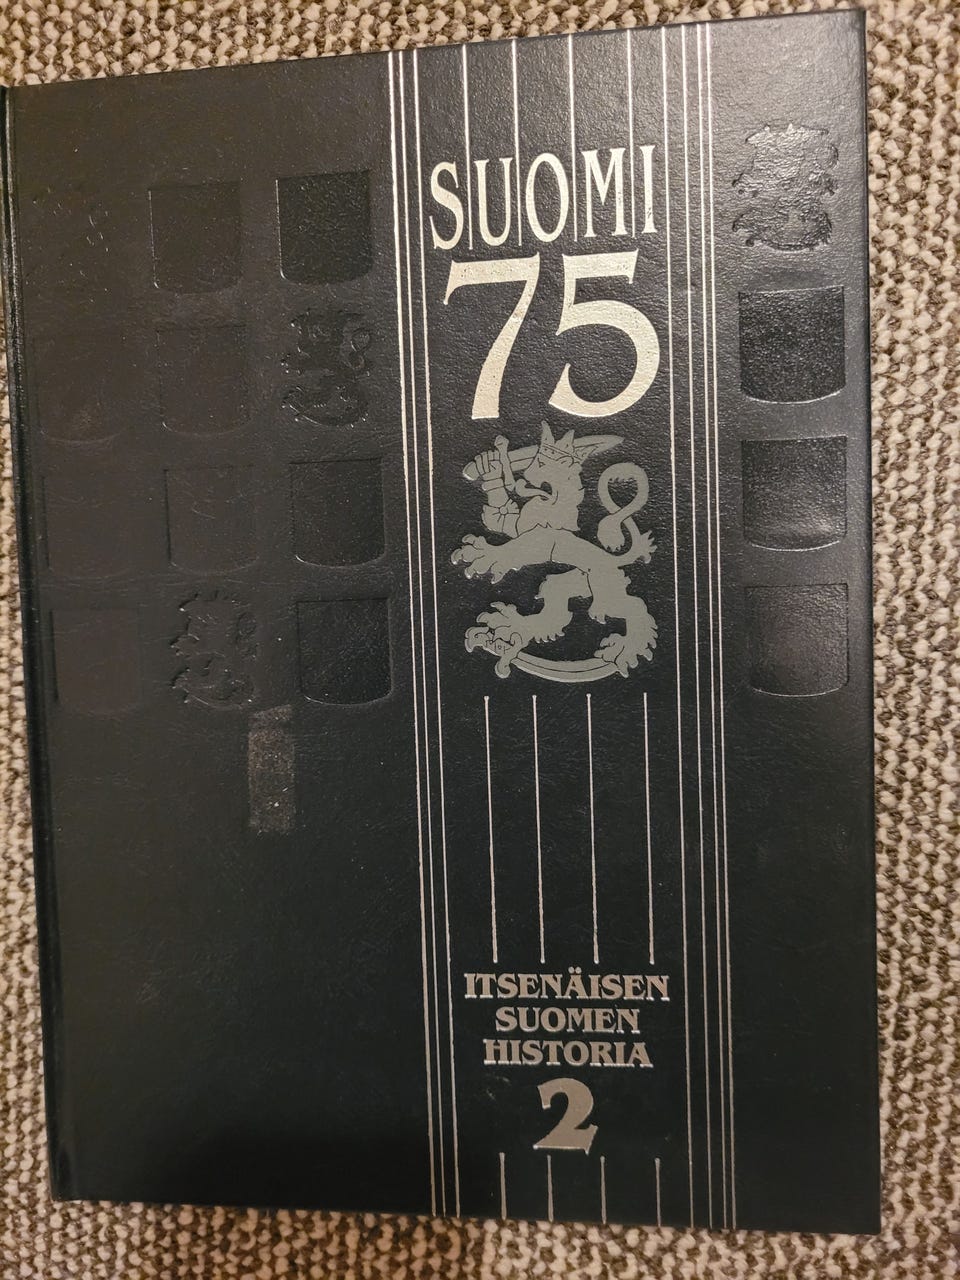 SUOMI
75
ITSENÄISEN
SUOMEN
HISTORIA
2